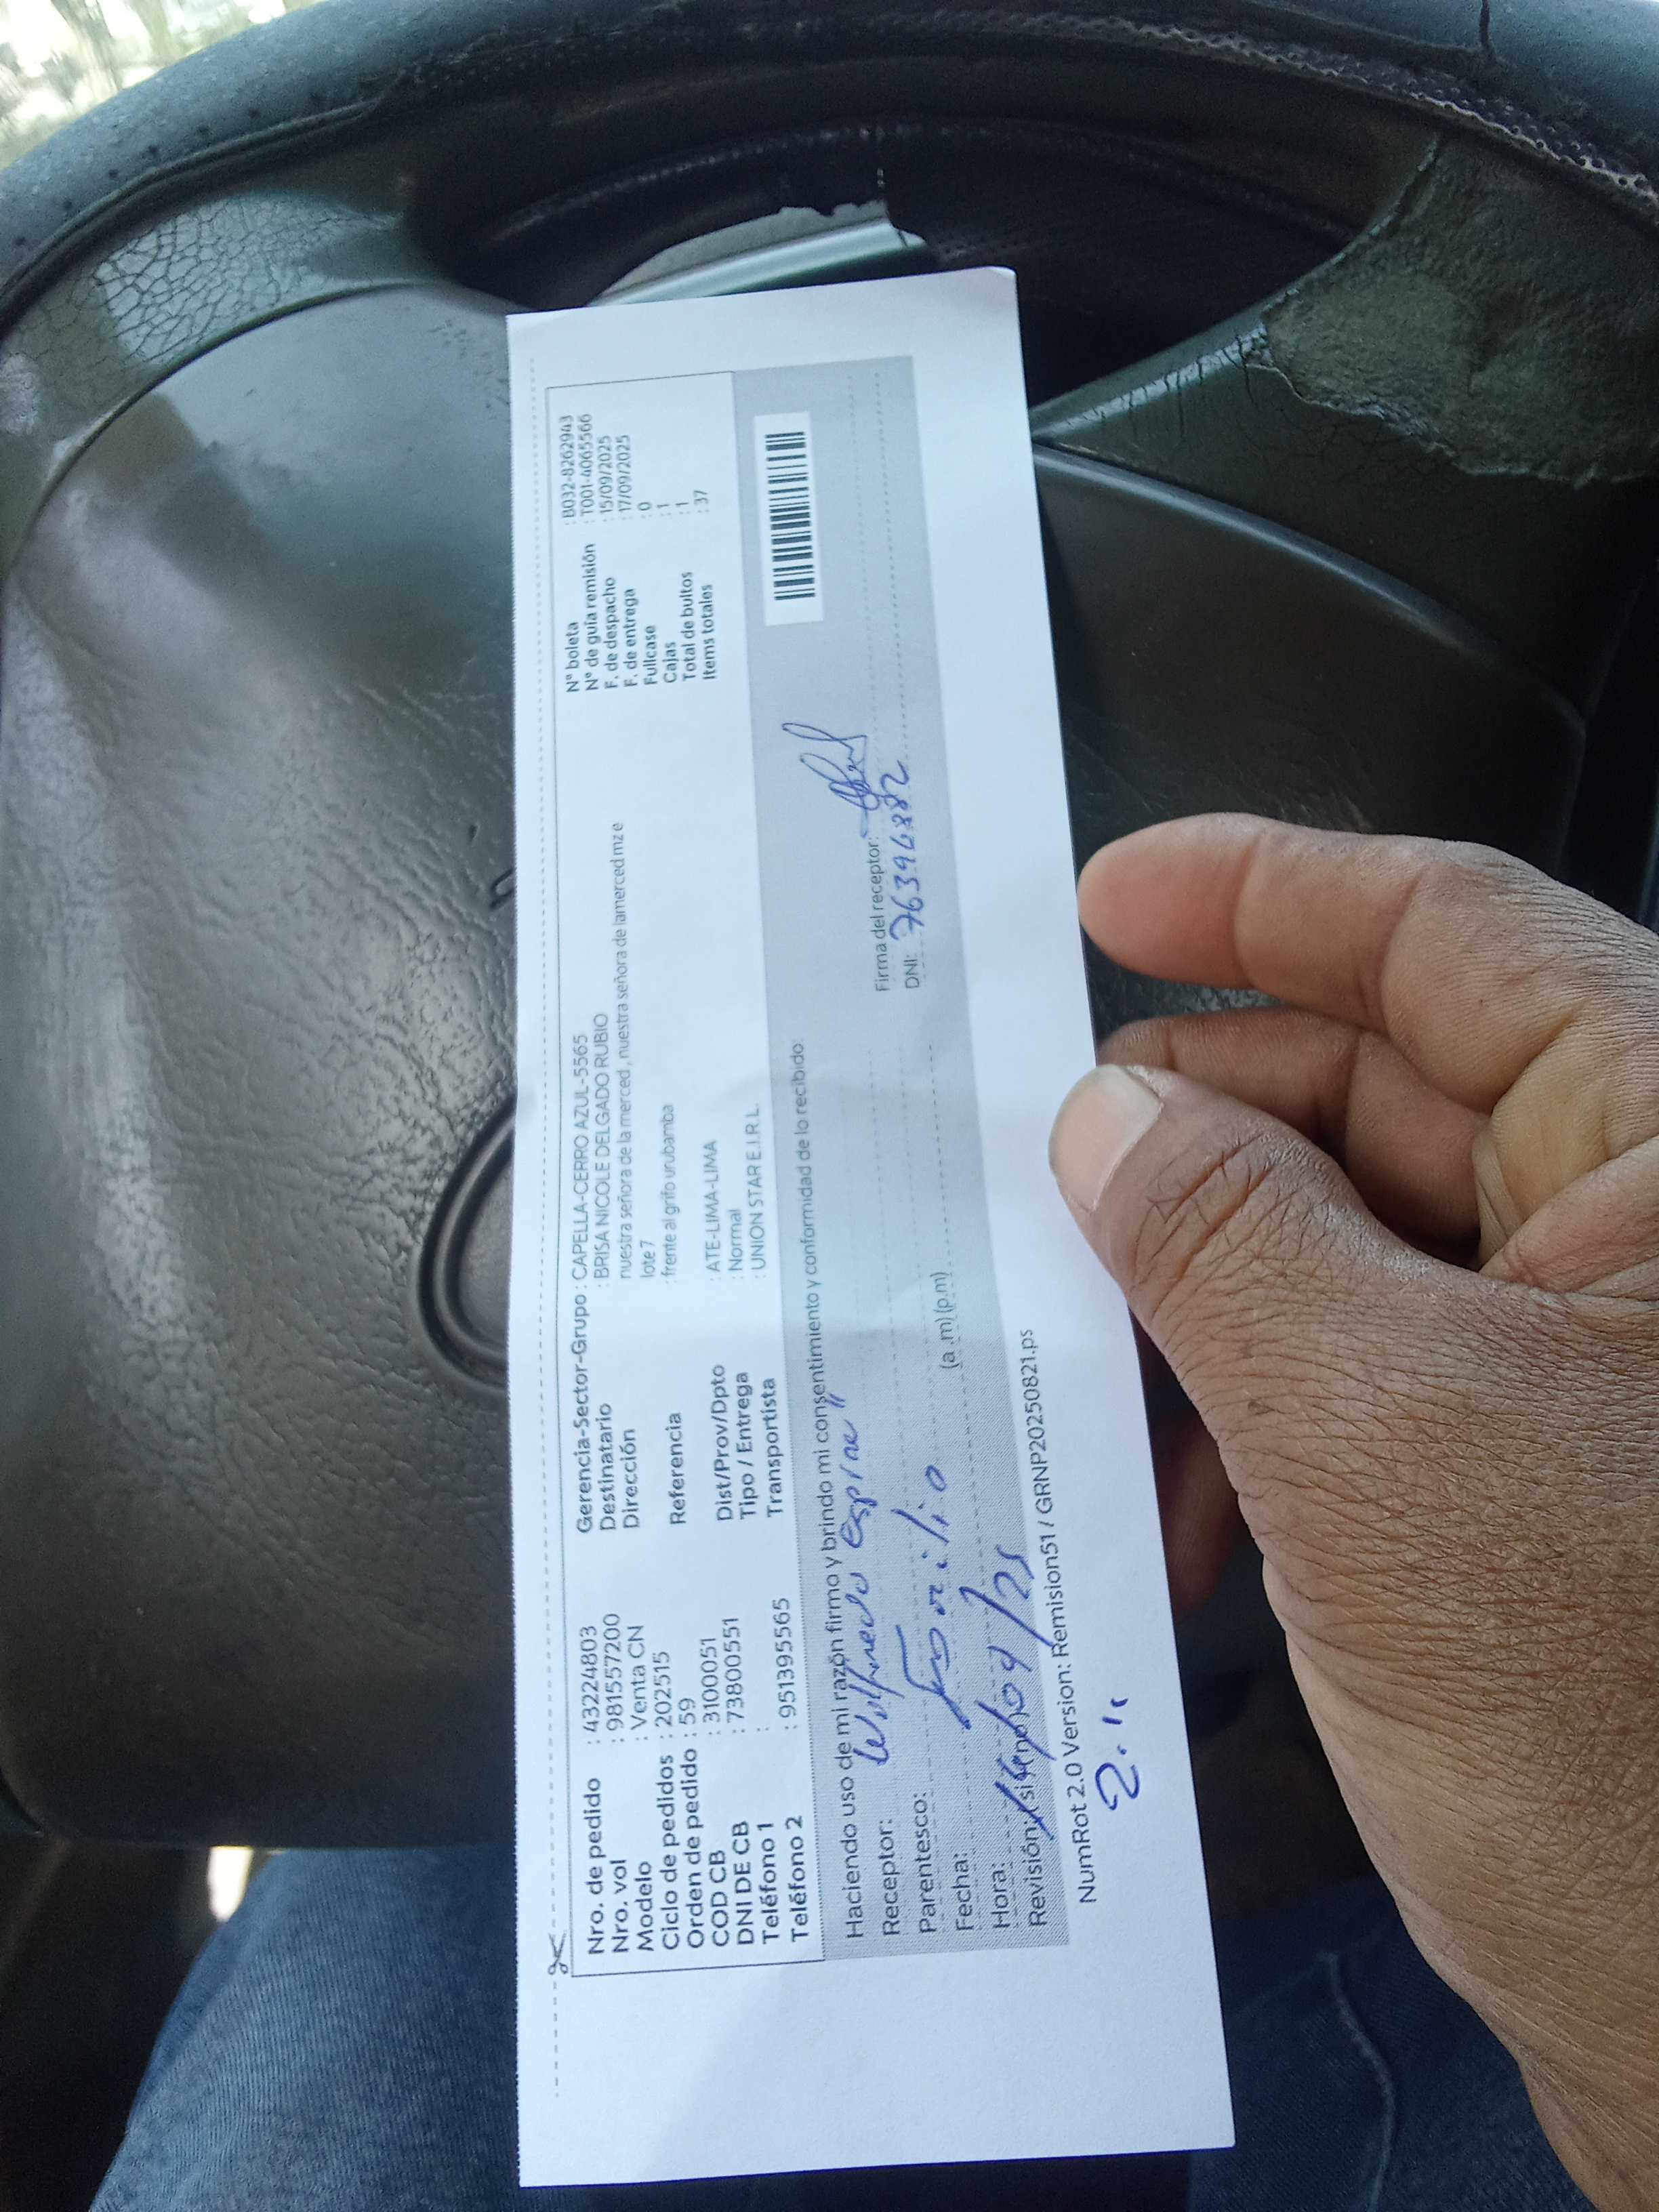 Nro. de pedido : 43224803
Nro. vol : 981557200
Modelo : Venta CN
Ciclo de pedidos : 202515
Orden de pedido : 59
COD CB : 3100051
DNI DE CB : 73800551
Teléfono 1 :
Teléfono 2 : 951395565
Gerencia-Sector-Grupo : CAPELLA-CERRO AZUL-5565
Destinatario : BRISA NICOLE DELGADO RUBIO
Dirección nuestra señora de la merced , nuestra señora de lamerced mz e
lote 7
Referencia : frente al grifo urubamba
Dist/Prov/Dpto : ATE-LIMA-LIMA
Tipo / Entrega : Normal
Transportista : UNION STAR E.I.R.L.
N° boleta : B032-8262943
N° de guía remisión : T001-4065566
F. de despacho : 15/09/2025
F. de entrega : 17/09/2025
Fullcase : 0
Cajas : 1
Total de bultos : 1
Items totales : 37
Haciendo uso de mi razón firmo y brindo mi consentimiento y conformidad de lo recibido
Receptor:
Parentesco:
Fecha:
Hora: (a .m) (p.m)
Revisión:
Firma del receptor:
DNI: 76394882
NumRot 2.0 Version: Remision51 / GRNP20250821.ps